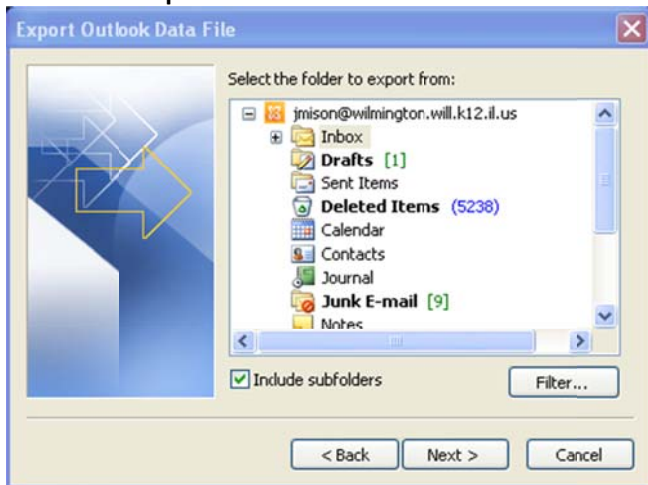 Export Outlook Data File
Select the folder to export from:
jmison@wilmington.will.k12.il.us
Inbox
Drafts [1]
Sent Items
Deleted Items (5238)
Calendar
Contacts
Journal
Junk E-mail [9]
Notes
Include subfolders
Filter...
< Back Next > Cancel